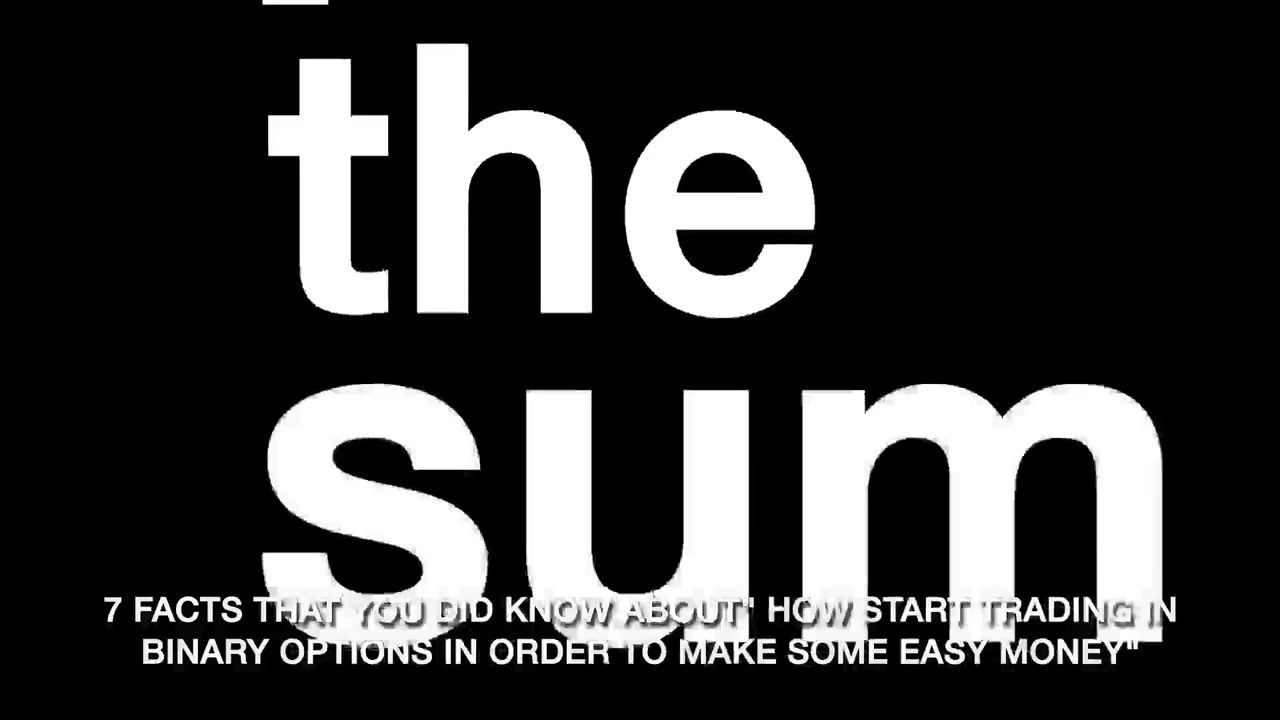 the
sum
7 FACTS THAT YOU DID KNOW ABOUT' HOW START TRADING IN
BINARY OPTIONS IN ORDER TO MAKE SOME EASY MONEY"